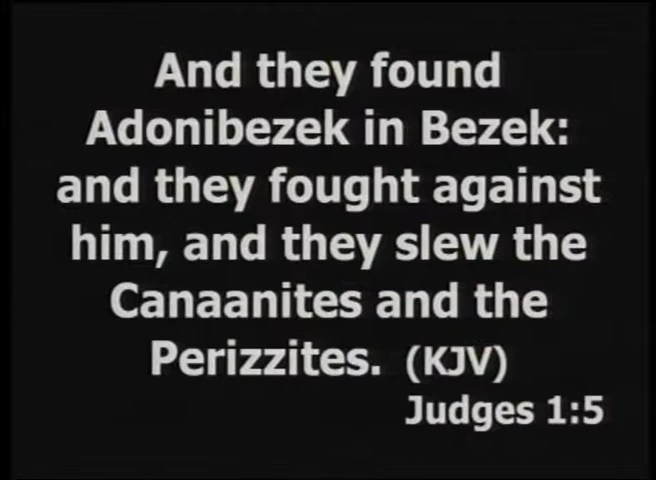 And they found
Adonibezek in Bezek:
and they fought against
him, and they slew the
Canaanites and the
Perizzites. (KJV)
Judges 1:5